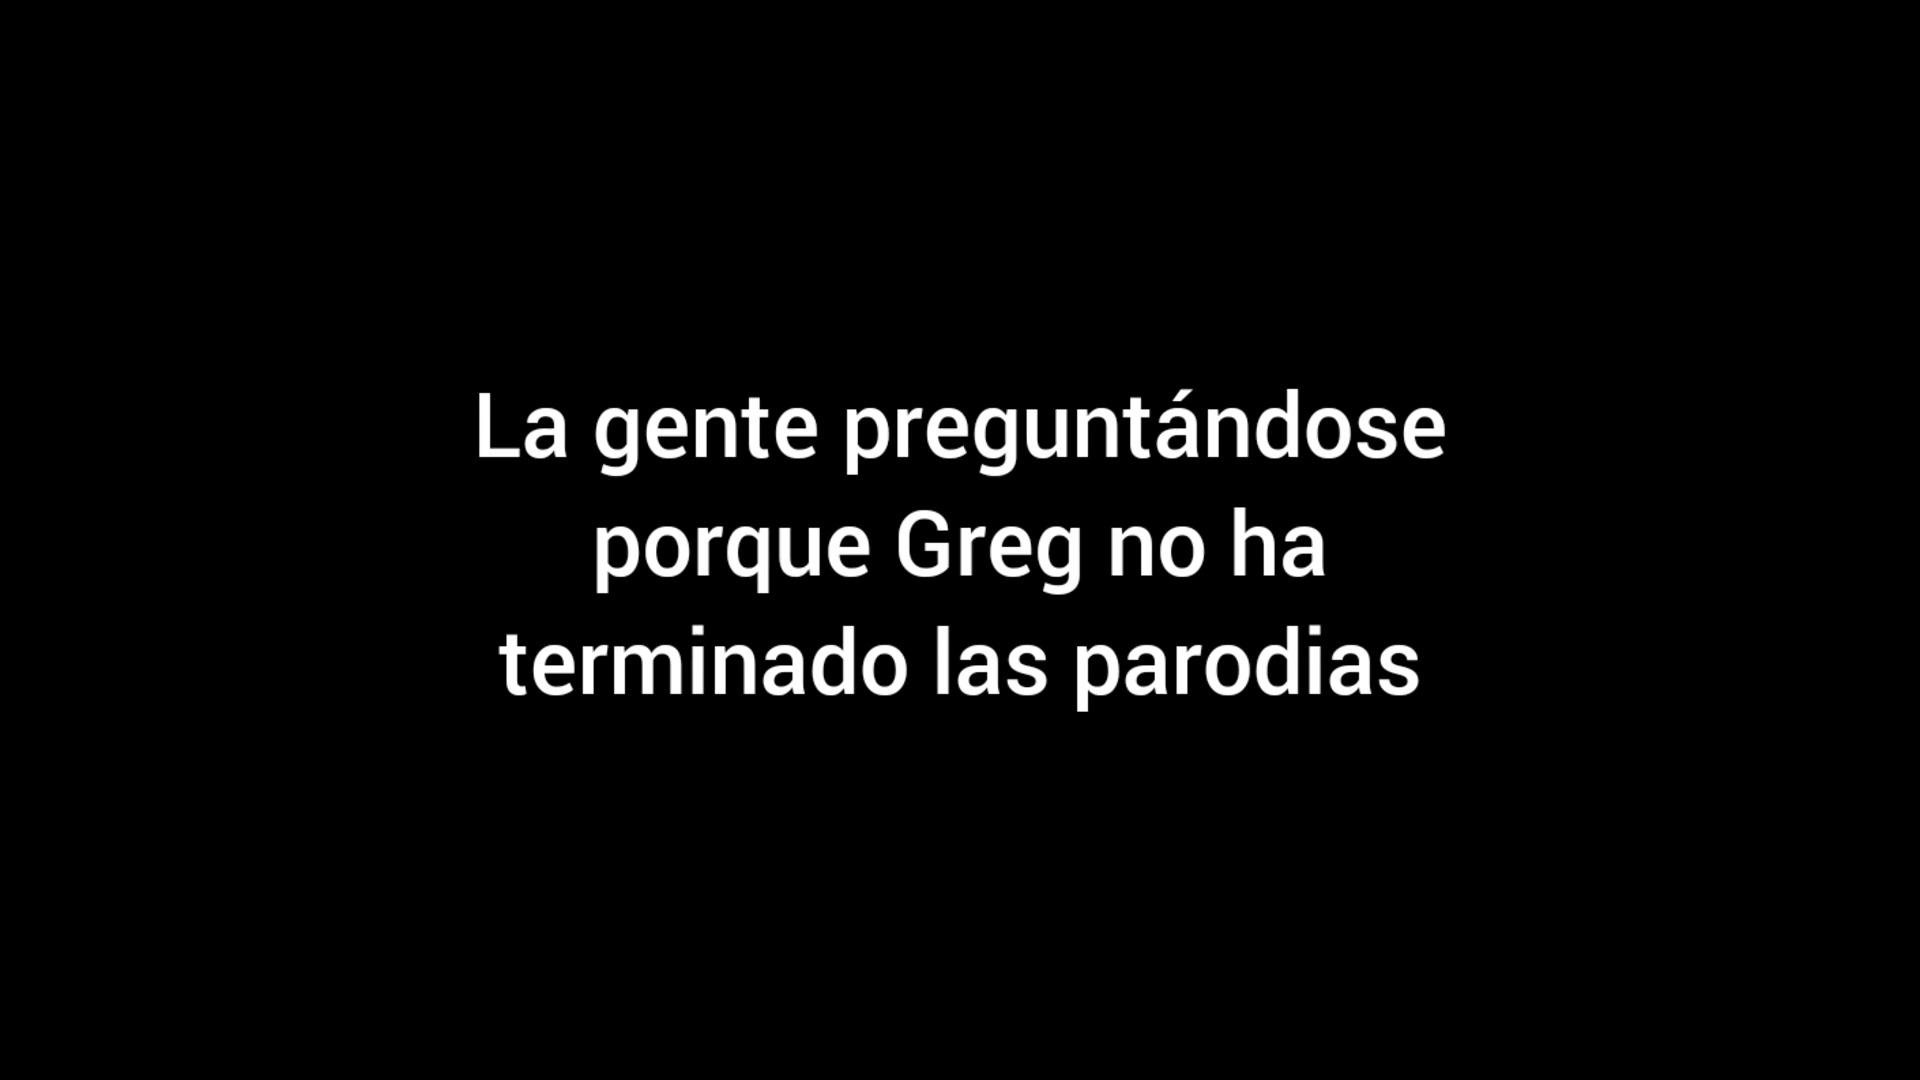 La gente preguntándose
porque Greg no ha
terminado las parodias